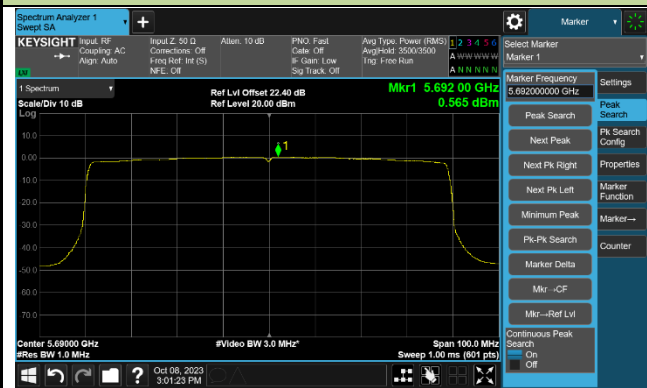 Spectrum Analyzer 1
Swept SA
Marker
KEYSIGHT
Input: RF
Coupling: AC
Align: Auto
Input Z: 50 Ω
Corrections: Off
Freq Ref: Int (S)
NFE: Off
Atten: 10 dB
PNO: Fast
Gate: Off
IF Gain: Low
Sig Track: Off
Avg Type: Power (RMS)
Avg|Hold: 3500/3500
Trig: Free Run
1 2 3 4 5 6
A W W W W W
A N N N N N
Select Marker
Marker 1
1 Spectrum
Scale/Div 10 dB
Log
Ref Lvl Offset 22.40 dB
Ref Level 20.00 dBm
Mkr1 5.692 00 GHz
0.565 dBm
1
10.0
0.00
10.0
20.0
30.0
40.0
-50.0
60.0
70.0
Center 5.69000 GHz
#Res BW 1.0 MHz
#Video BW 3.0 MHz*
Span 100.0 MHz
Sweep 1.00 ms (601 pts)
Marker Frequency
5.692000000 GHz
Peak Search
Next Peak
Next Pk Right
Next Pk Left
Minimum Peak
Pk-Pk Search
Marker Delta
Mkr→CF
Mkr→Ref Lvl
Continuous Peak
Search
On
Off
Settings
Peak
Search
Pk Search
Config
Properties
Marker
Function
Marker→
Counter
?
Oct 08, 2023
3:01:23 PM